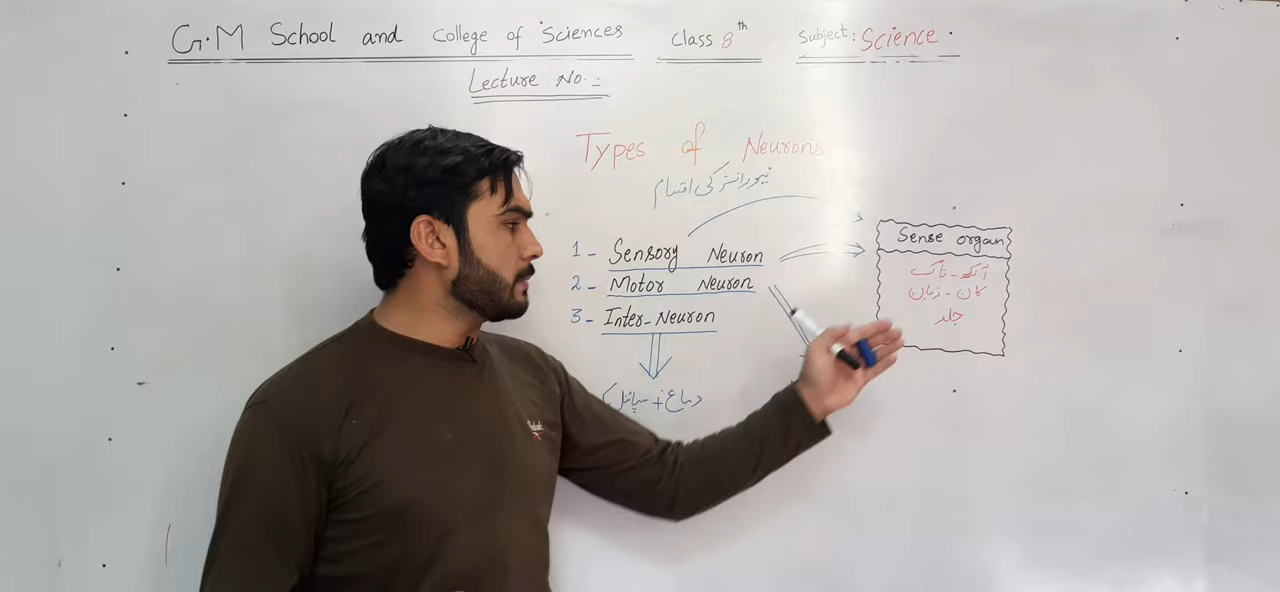 G.M School and College of Sciences Class 8th Subject: Science.
Lecture No. =
Types of Neurons
نیورانز کی اقسام
1- Sensory Neuron
2- Motor Neuron
3- Inter-Neuron
دماغ + سپائنل
Sense organ
آنکھ - ناک
کان - زبان
جلد